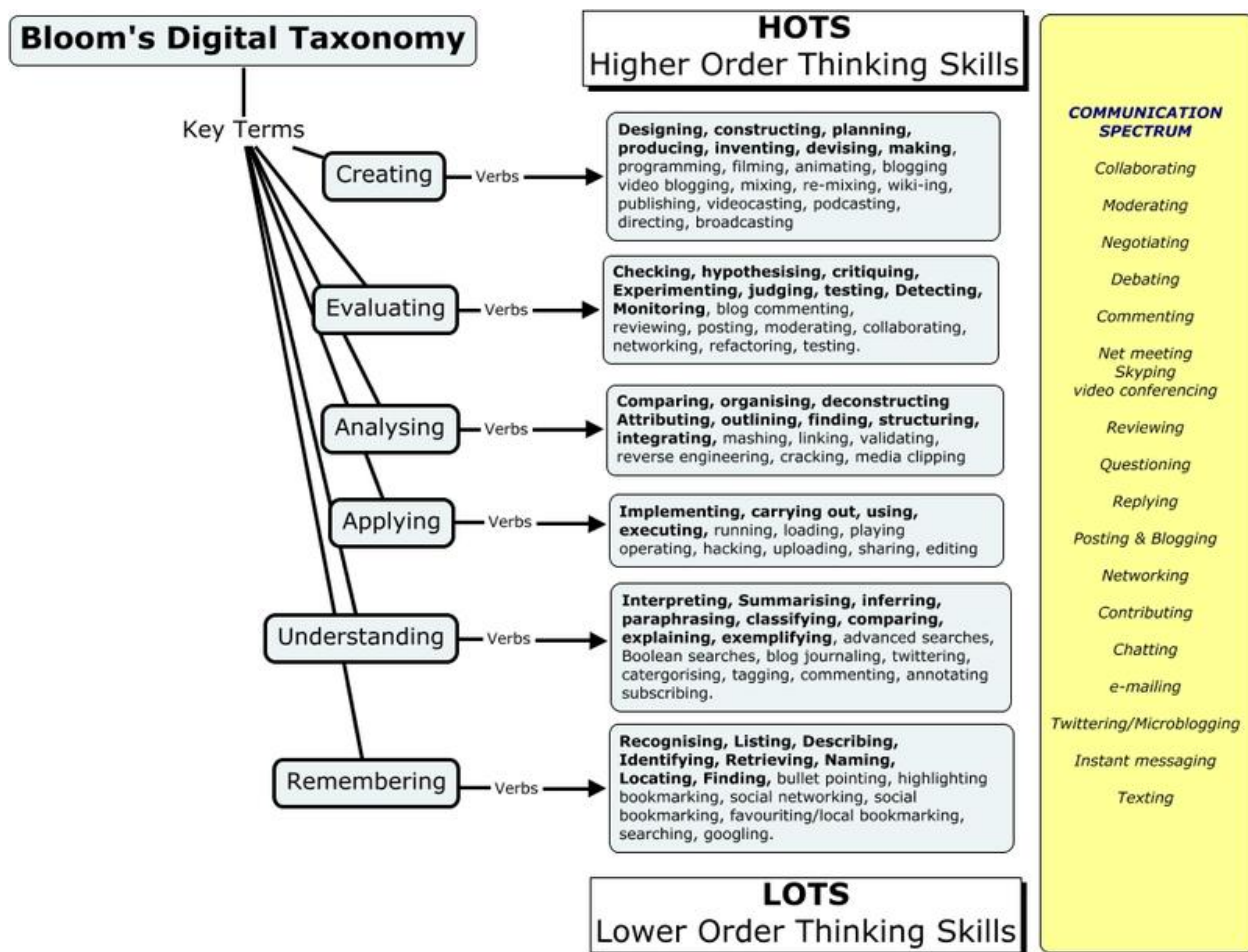 Bloom's Digital Taxonomy
HOTS
Higher Order Thinking Skills
Key Terms
Creating
Verbs
Designing, constructing, planning,
producing, inventing, devising, making,
programming, filming, animating, blogging
video blogging, mixing, re-mixing, wiki-ing,
publishing, videocasting, podcasting,
directing, broadcasting
Evaluating
Verbs
Checking, hypothesising, critiquing,
Experimenting, judging, testing, Detecting,
Monitoring, blog commenting,
reviewing, posting, moderating, collaborating,
networking, refactoring, testing.
Analysing
Verbs
Comparing, organising, deconstructing
Attributing, outlining, finding, structuring,
integrating, mashing, linking, validating,
reverse engineering, cracking, media clipping
Applying
Verbs
Implementing, carrying out, using,
executing, running, loading, playing
operating, hacking, uploading, sharing, editing
Understanding
Verbs
Interpreting, Summarising, inferring,
paraphrasing, classifying, comparing,
explaining, exemplifying, advanced searches,
Boolean searches, blog journaling, twittering,
catergorising, tagging, commenting, annotating
subscribing.
Remembering
Verbs
Recognising, Listing, Describing,
Identifying, Retrieving, Naming,
Locating, Finding, bullet pointing, highlighting
bookmarking, social networking, social
bookmarking, favouriting/local bookmarking,
searching, googling.
LOTS
Lower Order Thinking Skills
COMMUNICATION
SPECTRUM
Collaborating
Moderating
Negotiating
Debating
Commenting
Net meeting
Skyping
video conferencing
Reviewing
Questioning
Replying
Posting & Blogging
Networking
Contributing
Chatting
e-mailing
Twittering/Microblogging
Instant messaging
Texting